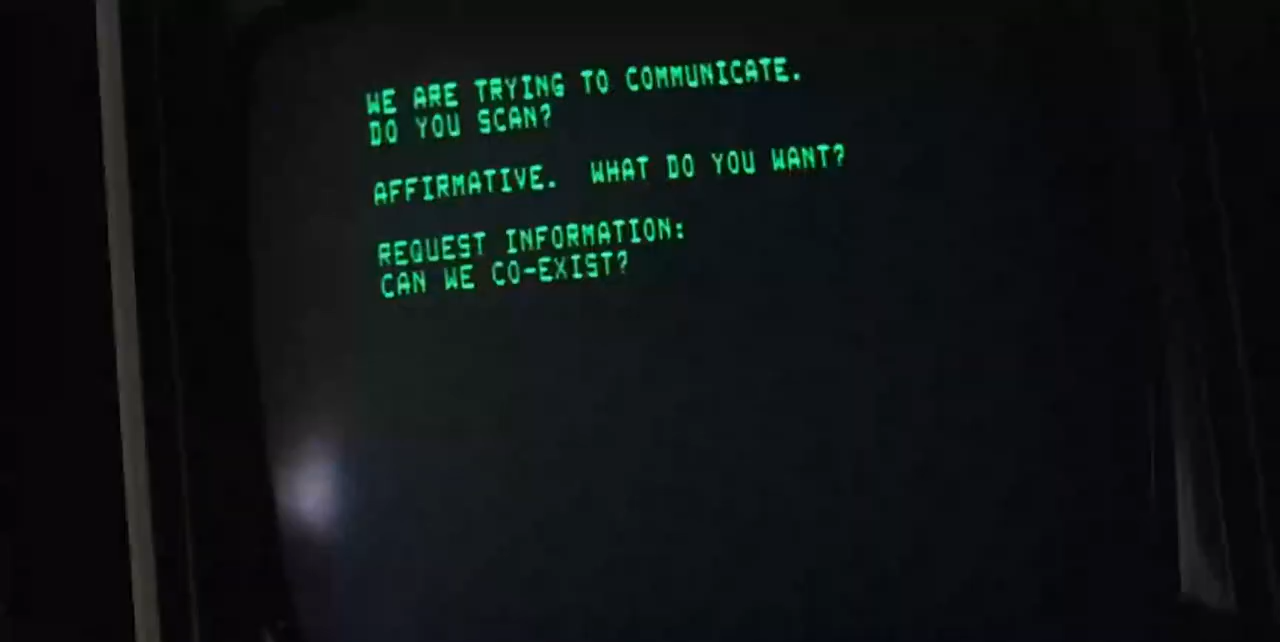 WE ARE TRYING TO COMMUNICATE.
DO YOU SCAN?
AFFIRMATIVE.  WHAT DO YOU WANT?
REQUEST INFORMATION:
CAN WE CO-EXIST?